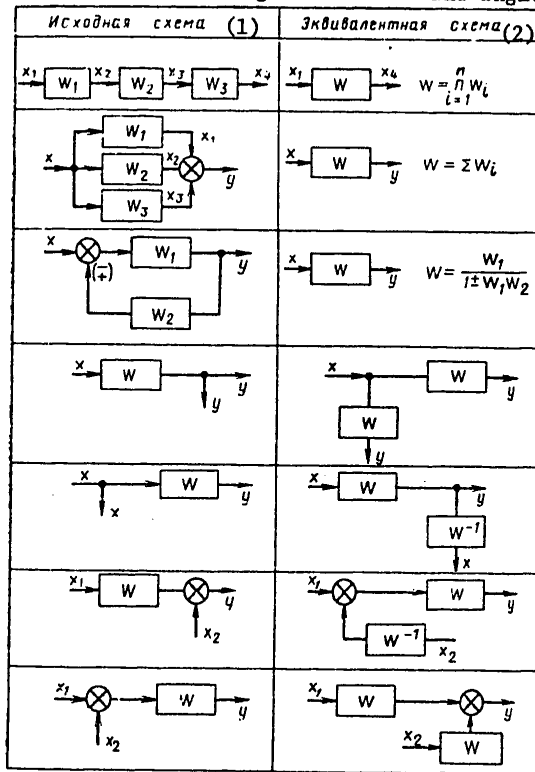 Исходная схема (1)
Эквивалентная схема (2)
x₁ W₁ x₂ W₂ x₃ W₃ x₄
x₁ W x₄ W = n Π i=1 Wᵢ
x W₁ x₁ W₂ x₂ W₃ x₃ y
x W y W = Σ Wᵢ
x (∓) W₁ y W₂
x W y W = W₁ / 1 ± W₁W₂
x W y y
x W y W y
x x W y
x W y W⁻¹ x
x₁ W y x₂
x₁ W y W⁻¹ x₂
x₁ W y x₂
x₁ W y x₂ W